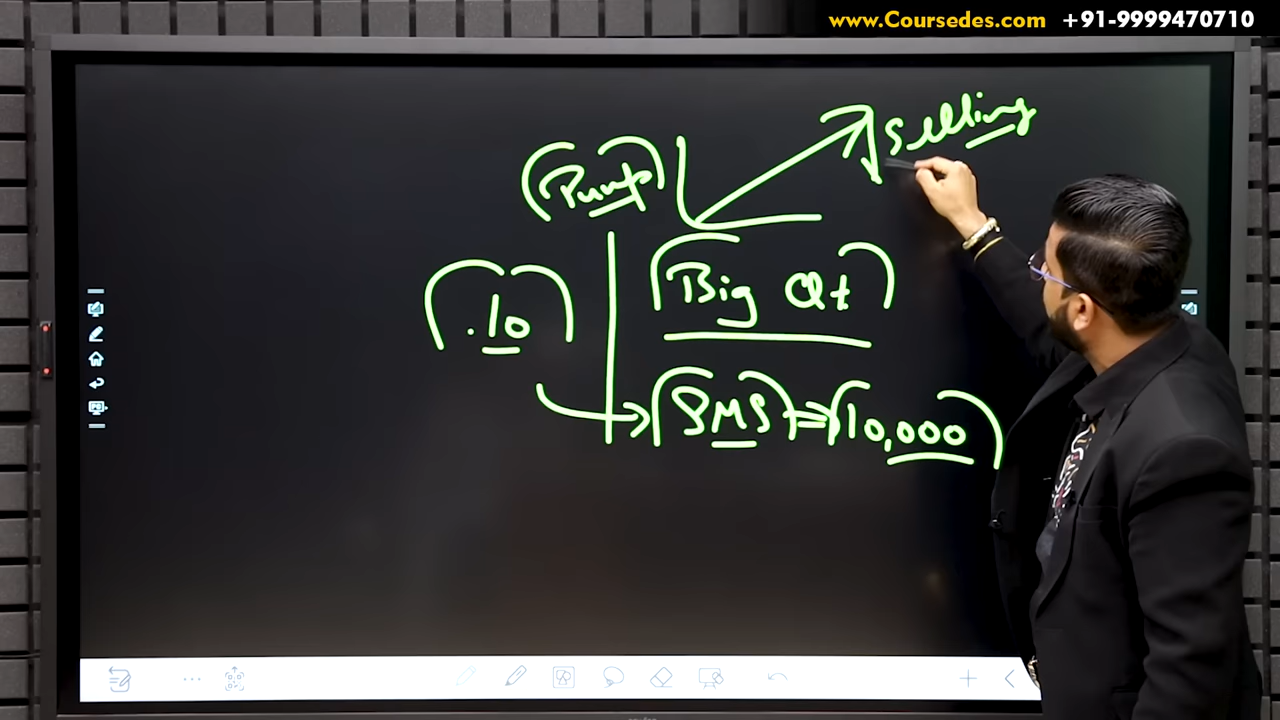 www.Coursedes.com +91-9999470710
Selling
(Pump)
Big Qt
(.10)
(SMS) = (10,000)